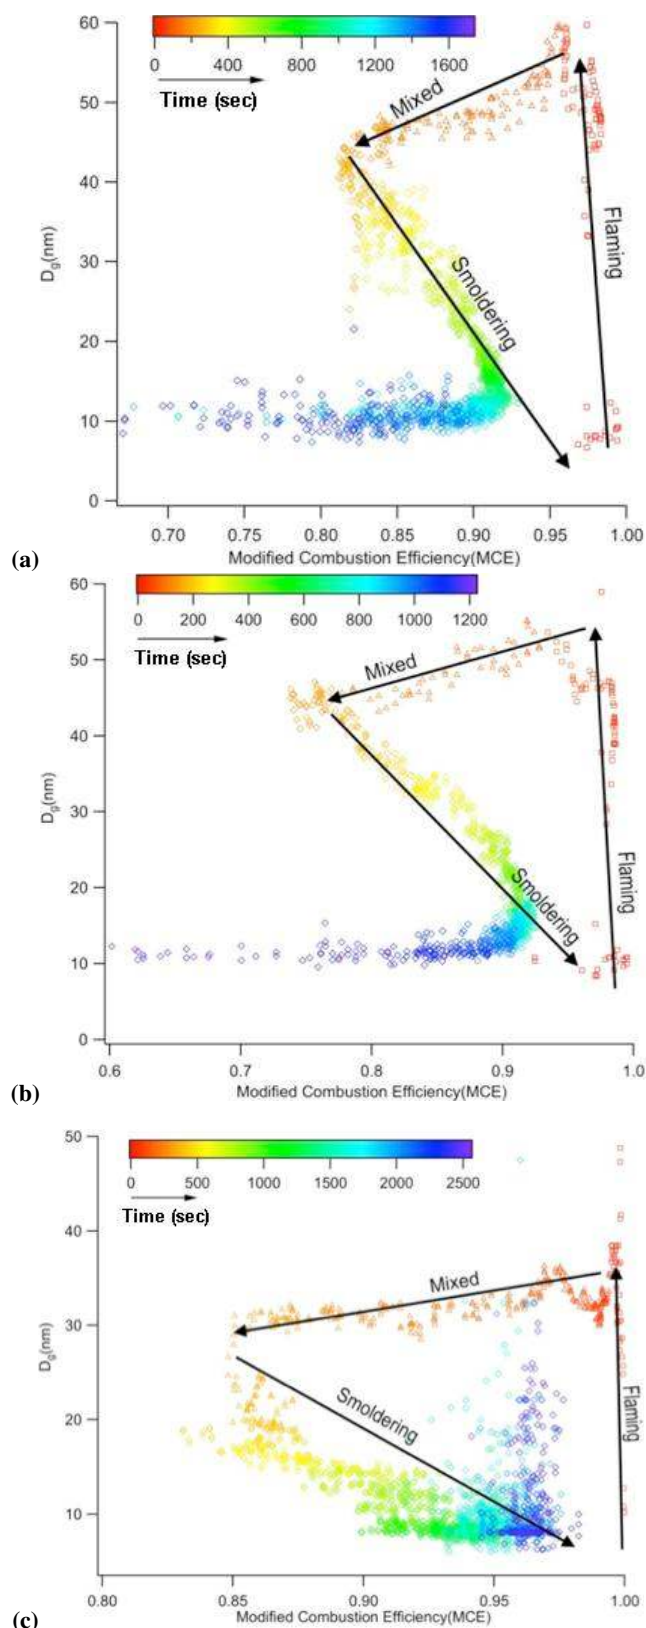 60
0 400 800 1200 1600
Time (sec)
50
40
30
20
10
0
Dg(nm)
Mixed
Flaming
Smoldering
0.70 0.75 0.80 0.85 0.90 0.95 1.00
Modified Combustion Efficiency(MCE)
(a)
60
0 200 400 600 800 1000 1200
Time (sec)
50
40
30
20
10
0
Dg(nm)
Mixed
Flaming
Smoldering
0.6 0.7 0.8 0.9 1.0
Modified Combustion Efficiency(MCE)
(b)
50
0 500 1000 1500 2000 2500
Time (sec)
40
30
20
10
Dg(nm)
Mixed
Flaming
Smoldering
0.80 0.85 0.90 0.95 1.00
Modified Combustion Efficiency(MCE)
(c)